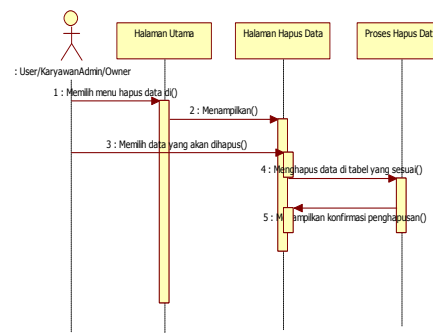 Halaman Utama
Halaman Hapus Data
Proses Hapus Dat
: User/KaryawanAdmin/Owner
1 : Memilih menu hapus data di()
2 : Menampilkan()
3 : Memilih data yang akan dihapus()
4 : Menghapus data di tabel yang sesuai()
5 : Menampilkan konfirmasi penghapusan()